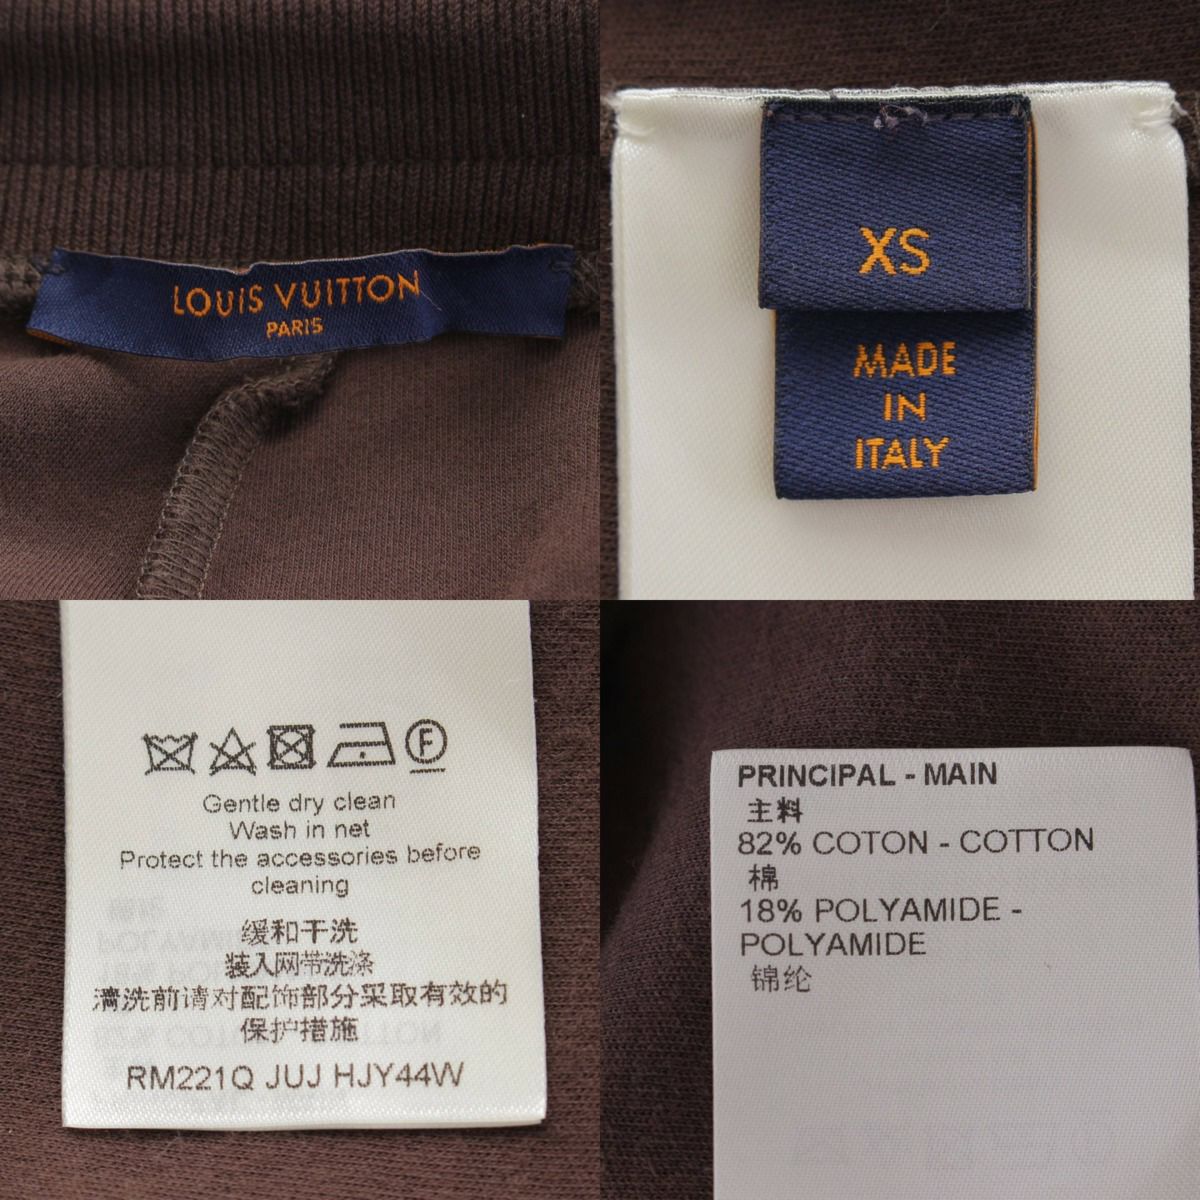 LOUIS VUITTON
PARIS
XS
MADE
IN
ITALY
F
Gentle dry clean
Wash in net
Protect the accessories before
cleaning
缓和干洗
装入网带洗涤
清洗前请对配饰部分采取有效的
保护措施
RM221Q JUJ HJY44W
PRINCIPAL - MAIN
主料
82% COTON - COTTON
棉
18% POLYAMIDE -
POLYAMIDE
锦纶